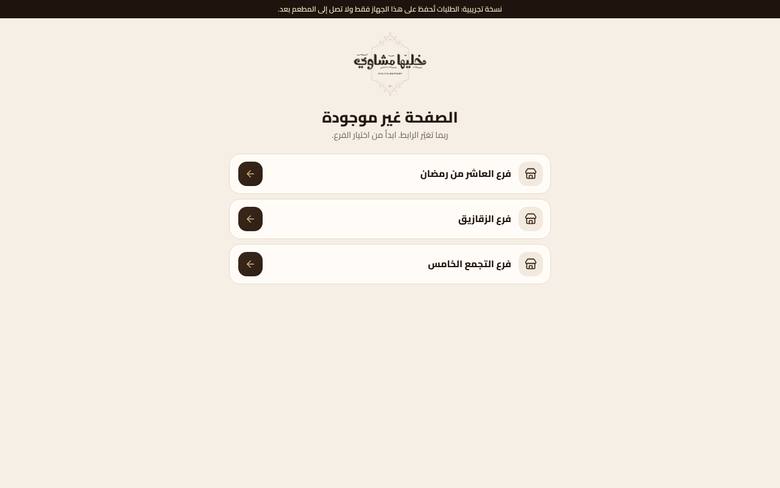 نسخة تجريبية: الطلبات تُحفظ على هذا الجهاز فقط ولا تصل إلى المطعم بعد.
خليها مشاوي
الصفحة غير موجودة
ربما تغيّر الرابط. ابدأ من اختيار الفرع.
فرع العاشر من رمضان
فرع الزقازيق
فرع التجمع الخامس